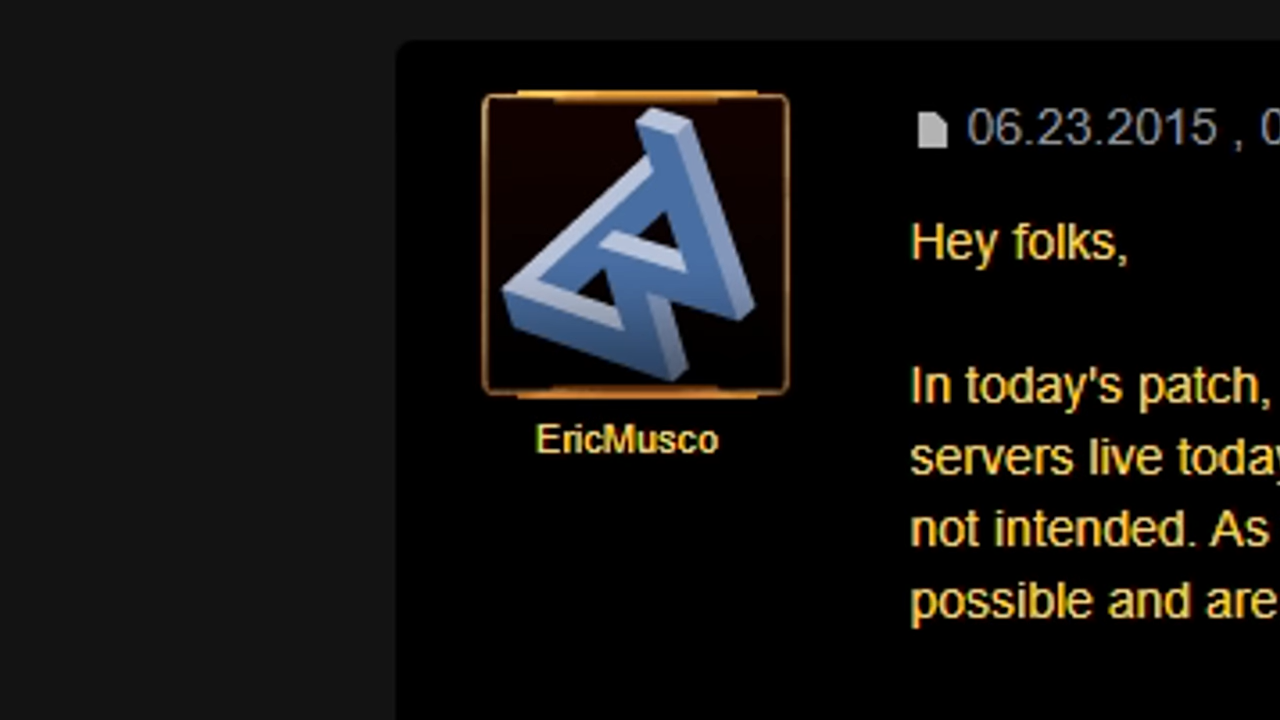 06.23.2015 ,
Hey folks,
EricMusco
In today's patch,
servers live today
not intended. As
possible and are